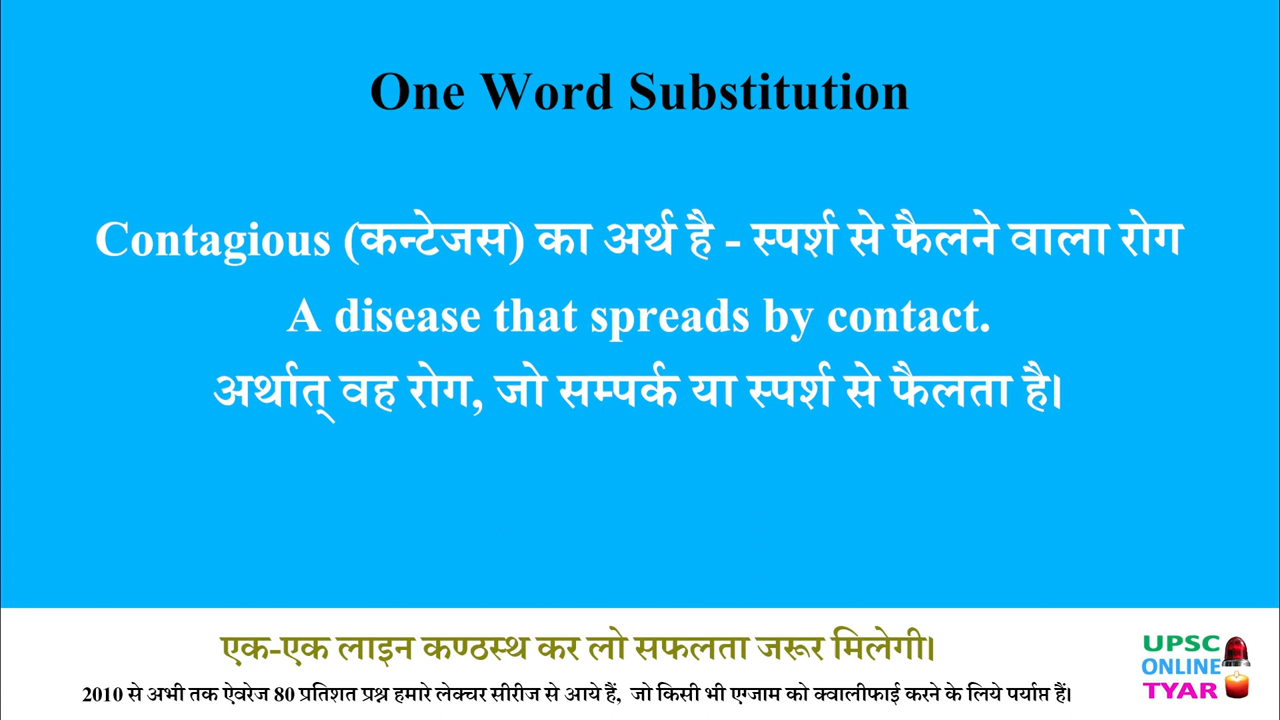 One Word Substitution
Contagious (कन्टेजस) का अर्थ है - स्पर्श से फैलने वाला रोग
A disease that spreads by contact.
अर्थात् वह रोग, जो सम्पर्क या स्पर्श से फैलता है।
एक-एक लाइन कण्ठस्थ कर लो सफलता जरूर मिलेगी।
2010 से अभी तक ऐवरेज 80 प्रतिशत प्रश्न हमारे लेक्चर सीरीज से आये हैं, जो किसी भी एग्जाम को क्वालीफाई करने के लिये पर्याप्त हैं।
UPSC
ONLINE
TYAR